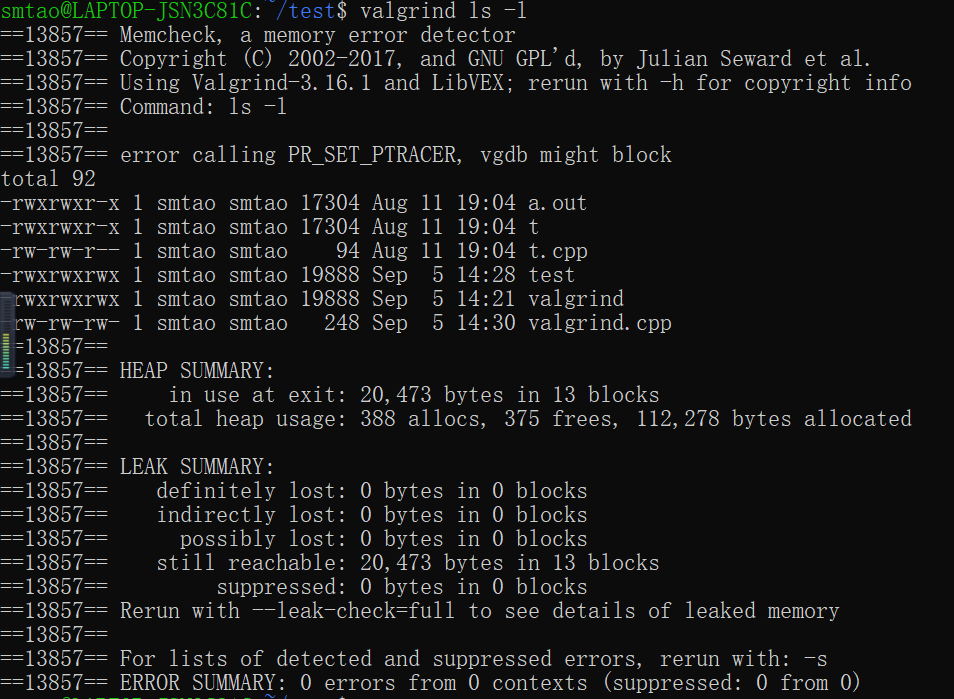 smtao@LAPTOP-JSN3C81C:~/test$ valgrind ls -l
==13857== Memcheck, a memory error detector
==13857== Copyright (C) 2002-2017, and GNU GPL'd, by Julian Seward et al.
==13857== Using Valgrind-3.16.1 and LibVEX; rerun with -h for copyright info
==13857== Command: ls -l
==13857==
==13857== error calling PR_SET_PTRACER, vgdb might block
total 92
-rwxrwxr-x 1 smtao smtao 17304 Aug 11 19:04 a.out
-rwxrwxr-x 1 smtao smtao 17304 Aug 11 19:04 t
-rw-rw-r-- 1 smtao smtao    94 Aug 11 19:04 t.cpp
-rwxrwxrwx 1 smtao smtao 19888 Sep  5 14:28 test
rwxrwxrwx 1 smtao smtao 19888 Sep  5 14:21 valgrind
rw-rw-rw- 1 smtao smtao   248 Sep  5 14:30 valgrind.cpp
=13857==
=13857== HEAP SUMMARY:
==13857==     in use at exit: 20,473 bytes in 13 blocks
==13857==   total heap usage: 388 allocs, 375 frees, 112,278 bytes allocated
==13857==
==13857== LEAK SUMMARY:
==13857==    definitely lost: 0 bytes in 0 blocks
==13857==    indirectly lost: 0 bytes in 0 blocks
==13857==      possibly lost: 0 bytes in 0 blocks
==13857==    still reachable: 20,473 bytes in 13 blocks
==13857==         suppressed: 0 bytes in 0 blocks
==13857== Rerun with --leak-check=full to see details of leaked memory
==13857==
==13857== For lists of detected and suppressed errors, rerun with: -s
==13857== ERROR SUMMARY: 0 errors from 0 contexts (suppressed: 0 from 0)